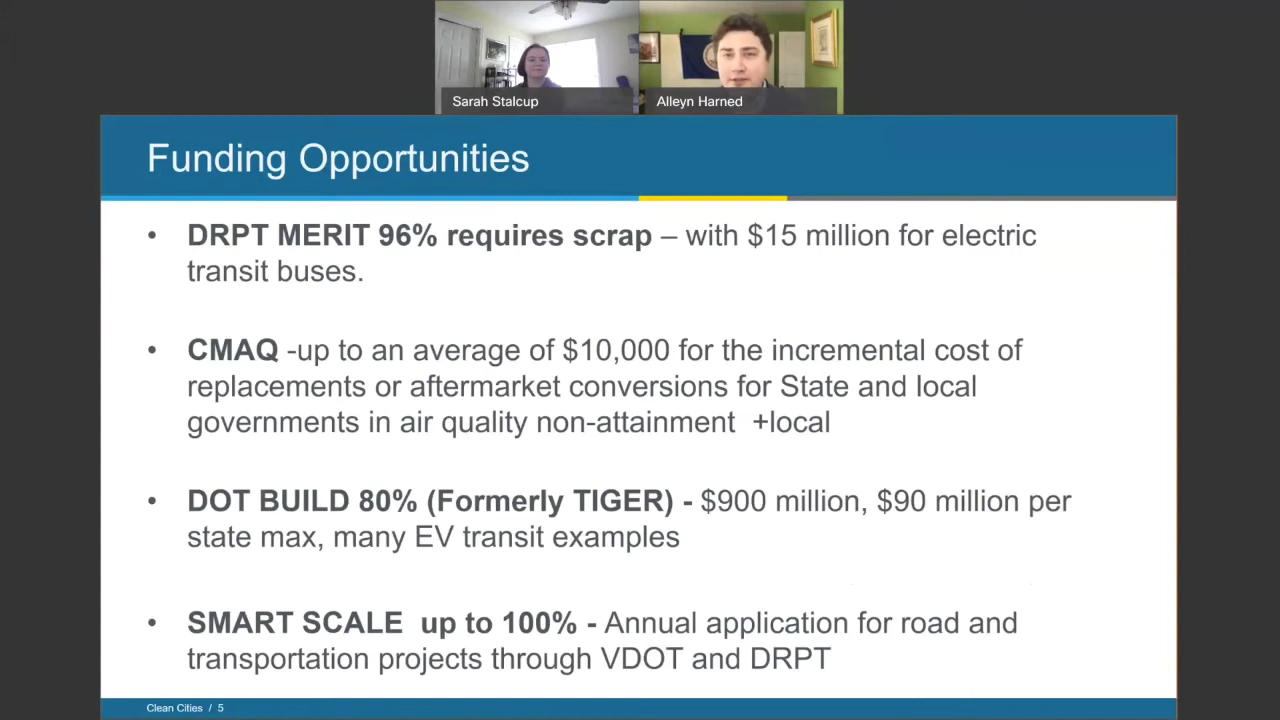 Sarah Stalcup
Alleyn Harned
Funding Opportunities
• DRPT MERIT 96% requires scrap – with $15 million for electric
transit buses.
• CMAQ -up to an average of $10,000 for the incremental cost of
replacements or aftermarket conversions for State and local
governments in air quality non-attainment  +local
• DOT BUILD 80% (Formerly TIGER) - $900 million, $90 million per
state max, many EV transit examples
• SMART SCALE  up to 100% - Annual application for road and
transportation projects through VDOT and DRPT
Clean Cities / 5